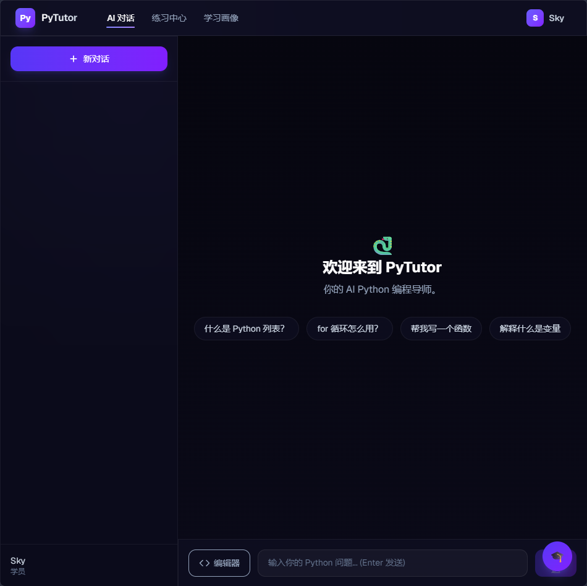 Py PyTutor AI 对话 练习中心 学习画像 S Sky
+ 新对话
欢迎来到 PyTutor
你的 AI Python 编程导师。
什么是 Python 列表? for 循环怎么用? 帮我写一个函数 解释什么是变量
Sky
学员
编辑器 输入你的 Python 问题... (Enter 发送)